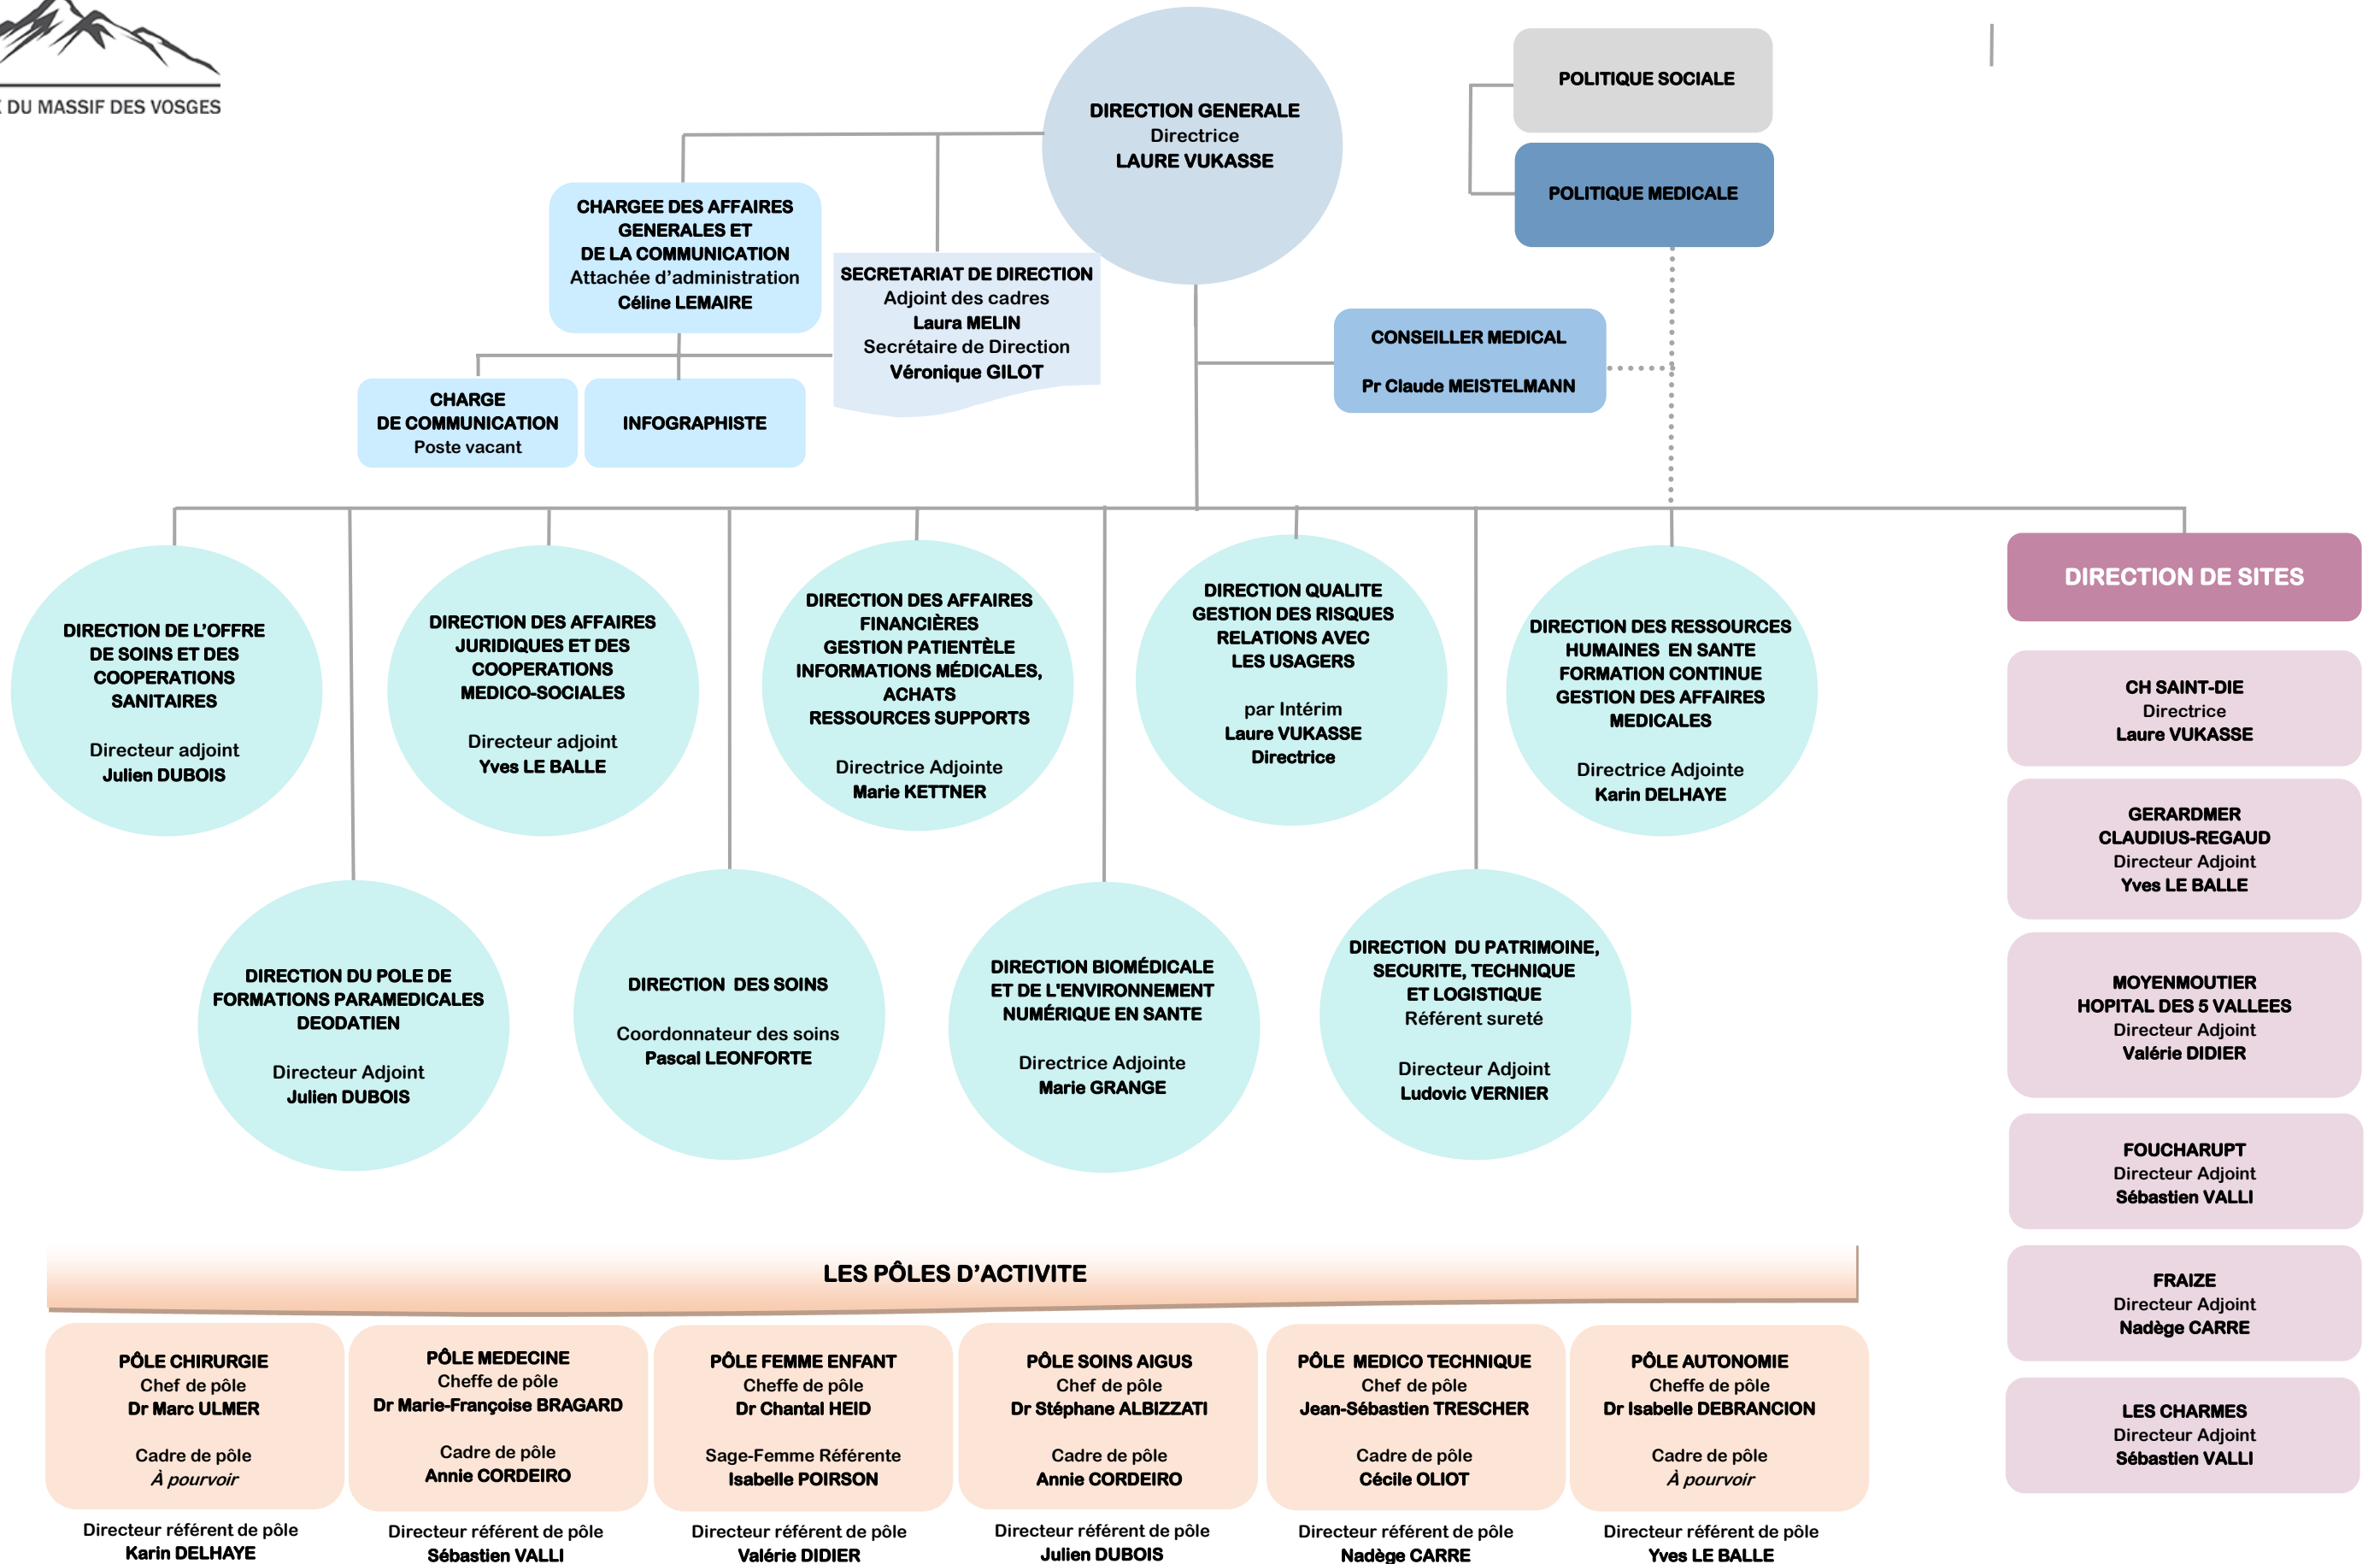 DU MASSIF DES VOSGES
DIRECTION GENERALE
Directrice
LAURE VUKASSE
POLITIQUE SOCIALE
POLITIQUE MEDICALE
CHARGEE DES AFFAIRES
GENERALES ET
DE LA COMMUNICATION
Attachée d’administration
Céline LEMAIRE
SECRETARIAT DE DIRECTION
Adjoint des cadres
Laura MELIN
Secrétaire de Direction
Véronique GILOT
CONSEILLER MEDICAL
Pr Claude MEISTELMANN
CHARGE
DE COMMUNICATION
Poste vacant
INFOGRAPHISTE
DIRECTION DE L’OFFRE
DE SOINS ET DES
COOPERATIONS
SANITAIRES
Directeur adjoint
Julien DUBOIS
DIRECTION DES AFFAIRES
JURIDIQUES ET DES
COOPERATIONS
MEDICO-SOCIALES
Directeur adjoint
Yves LE BALLE
DIRECTION DES AFFAIRES
FINANCIÈRES
GESTION PATIENTÈLE
INFORMATIONS MÉDICALES,
ACHATS
RESSOURCES SUPPORTS
Directrice Adjointe
Marie KETTNER
DIRECTION QUALITE
GESTION DES RISQUES
RELATIONS AVEC
LES USAGERS
par Intérim
Laure VUKASSE
Directrice
DIRECTION DES RESSOURCES
HUMAINES EN SANTE
FORMATION CONTINUE
GESTION DES AFFAIRES
MEDICALES
Directrice Adjointe
Karin DELHAYE
DIRECTION DU POLE DE
FORMATIONS PARAMEDICALES
DEODATIEN
Directeur Adjoint
Julien DUBOIS
DIRECTION DES SOINS
Coordonnateur des soins
Pascal LEONFORTE
DIRECTION BIOMÉDICALE
ET DE L'ENVIRONNEMENT
NUMÉRIQUE EN SANTE
Directrice Adjointe
Marie GRANGE
DIRECTION DU PATRIMOINE,
SECURITE, TECHNIQUE
ET LOGISTIQUE
Référent sureté
Directeur Adjoint
Ludovic VERNIER
DIRECTION DE SITES
CH SAINT-DIE
Directrice
Laure VUKASSE
GERARDMER
CLAUDIUS-REGAUD
Directeur Adjoint
Yves LE BALLE
MOYENMOUTIER
HOPITAL DES 5 VALLEES
Directeur Adjoint
Valérie DIDIER
FOUCHARUPT
Directeur Adjoint
Sébastien VALLI
FRAIZE
Directeur Adjoint
Nadège CARRE
LES CHARMES
Directeur Adjoint
Sébastien VALLI
LES PÔLES D’ACTIVITE
PÔLE CHIRURGIE
Chef de pôle
Dr Marc ULMER
Cadre de pôle
À pourvoir
Directeur référent de pôle
Karin DELHAYE
PÔLE MEDECINE
Cheffe de pôle
Dr Marie-Françoise BRAGARD
Cadre de pôle
Annie CORDEIRO
Directeur référent de pôle
Sébastien VALLI
PÔLE FEMME ENFANT
Cheffe de pôle
Dr Chantal HEID
Sage-Femme Référente
Isabelle POIRSON
Directeur référent de pôle
Valérie DIDIER
PÔLE SOINS AIGUS
Chef de pôle
Dr Stéphane ALBIZZATI
Cadre de pôle
Annie CORDEIRO
Directeur référent de pôle
Julien DUBOIS
PÔLE MEDICO TECHNIQUE
Chef de pôle
Jean-Sébastien TRESCHER
Cadre de pôle
Cécile OLIOT
Directeur référent de pôle
Nadège CARRE
PÔLE AUTONOMIE
Cheffe de pôle
Dr Isabelle DEBRANCION
Cadre de pôle
À pourvoir
Directeur référent de pôle
Yves LE BALLE